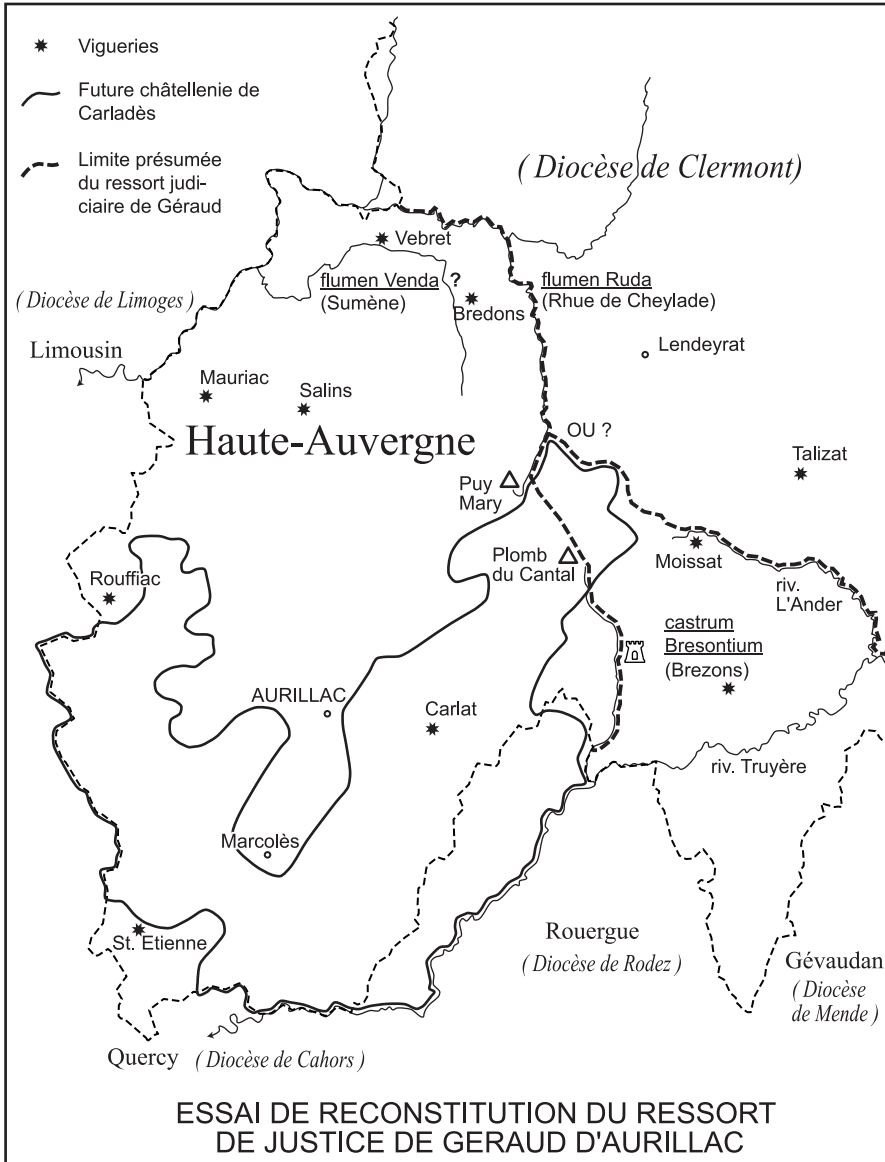 Vigueries
Future châtellenie de
Carladès
Limite présumée
du ressort judi-
ciaire de Géraud
( Diocèse de Clermont)
Vebret
flumen Venda ?
(Sumène)
Bredons
flumen Ruda
(Rhue de Cheylade)
( Diocèse de Limoges )
Limousin
Lendeyrat
Mauriac
Salins
Haute-Auvergne
OU ?
Talizat
Puy
Mary
Plomb
du Cantal
Moissat
riv.
L'Ander
Rouffiac
castrum
Bresontium
(Brezons)
AURILLAC
Carlat
riv. Truyère
Marcolès
St. Etienne
Rouergue
( Diocèse de Rodez )
Gévaudan
( Diocèse
de Mende )
Quercy
( Diocèse de Cahors )
ESSAI DE RECONSTITUTION DU RESSORT
DE JUSTICE DE GERAUD D'AURILLAC